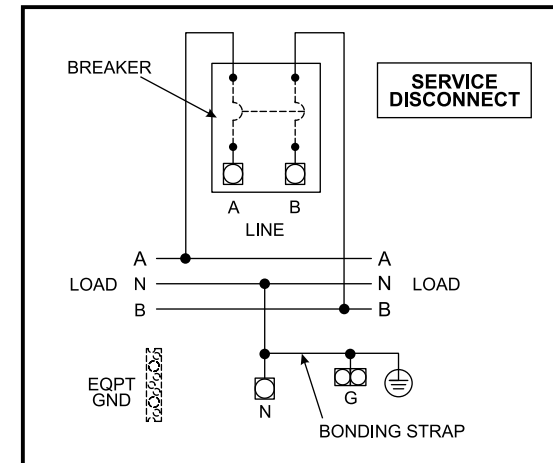 BREAKER
SERVICE
DISCONNECT
A B
LINE
A A
LOAD N N LOAD
B B
EQPT
GND
N
G
BONDING STRAP